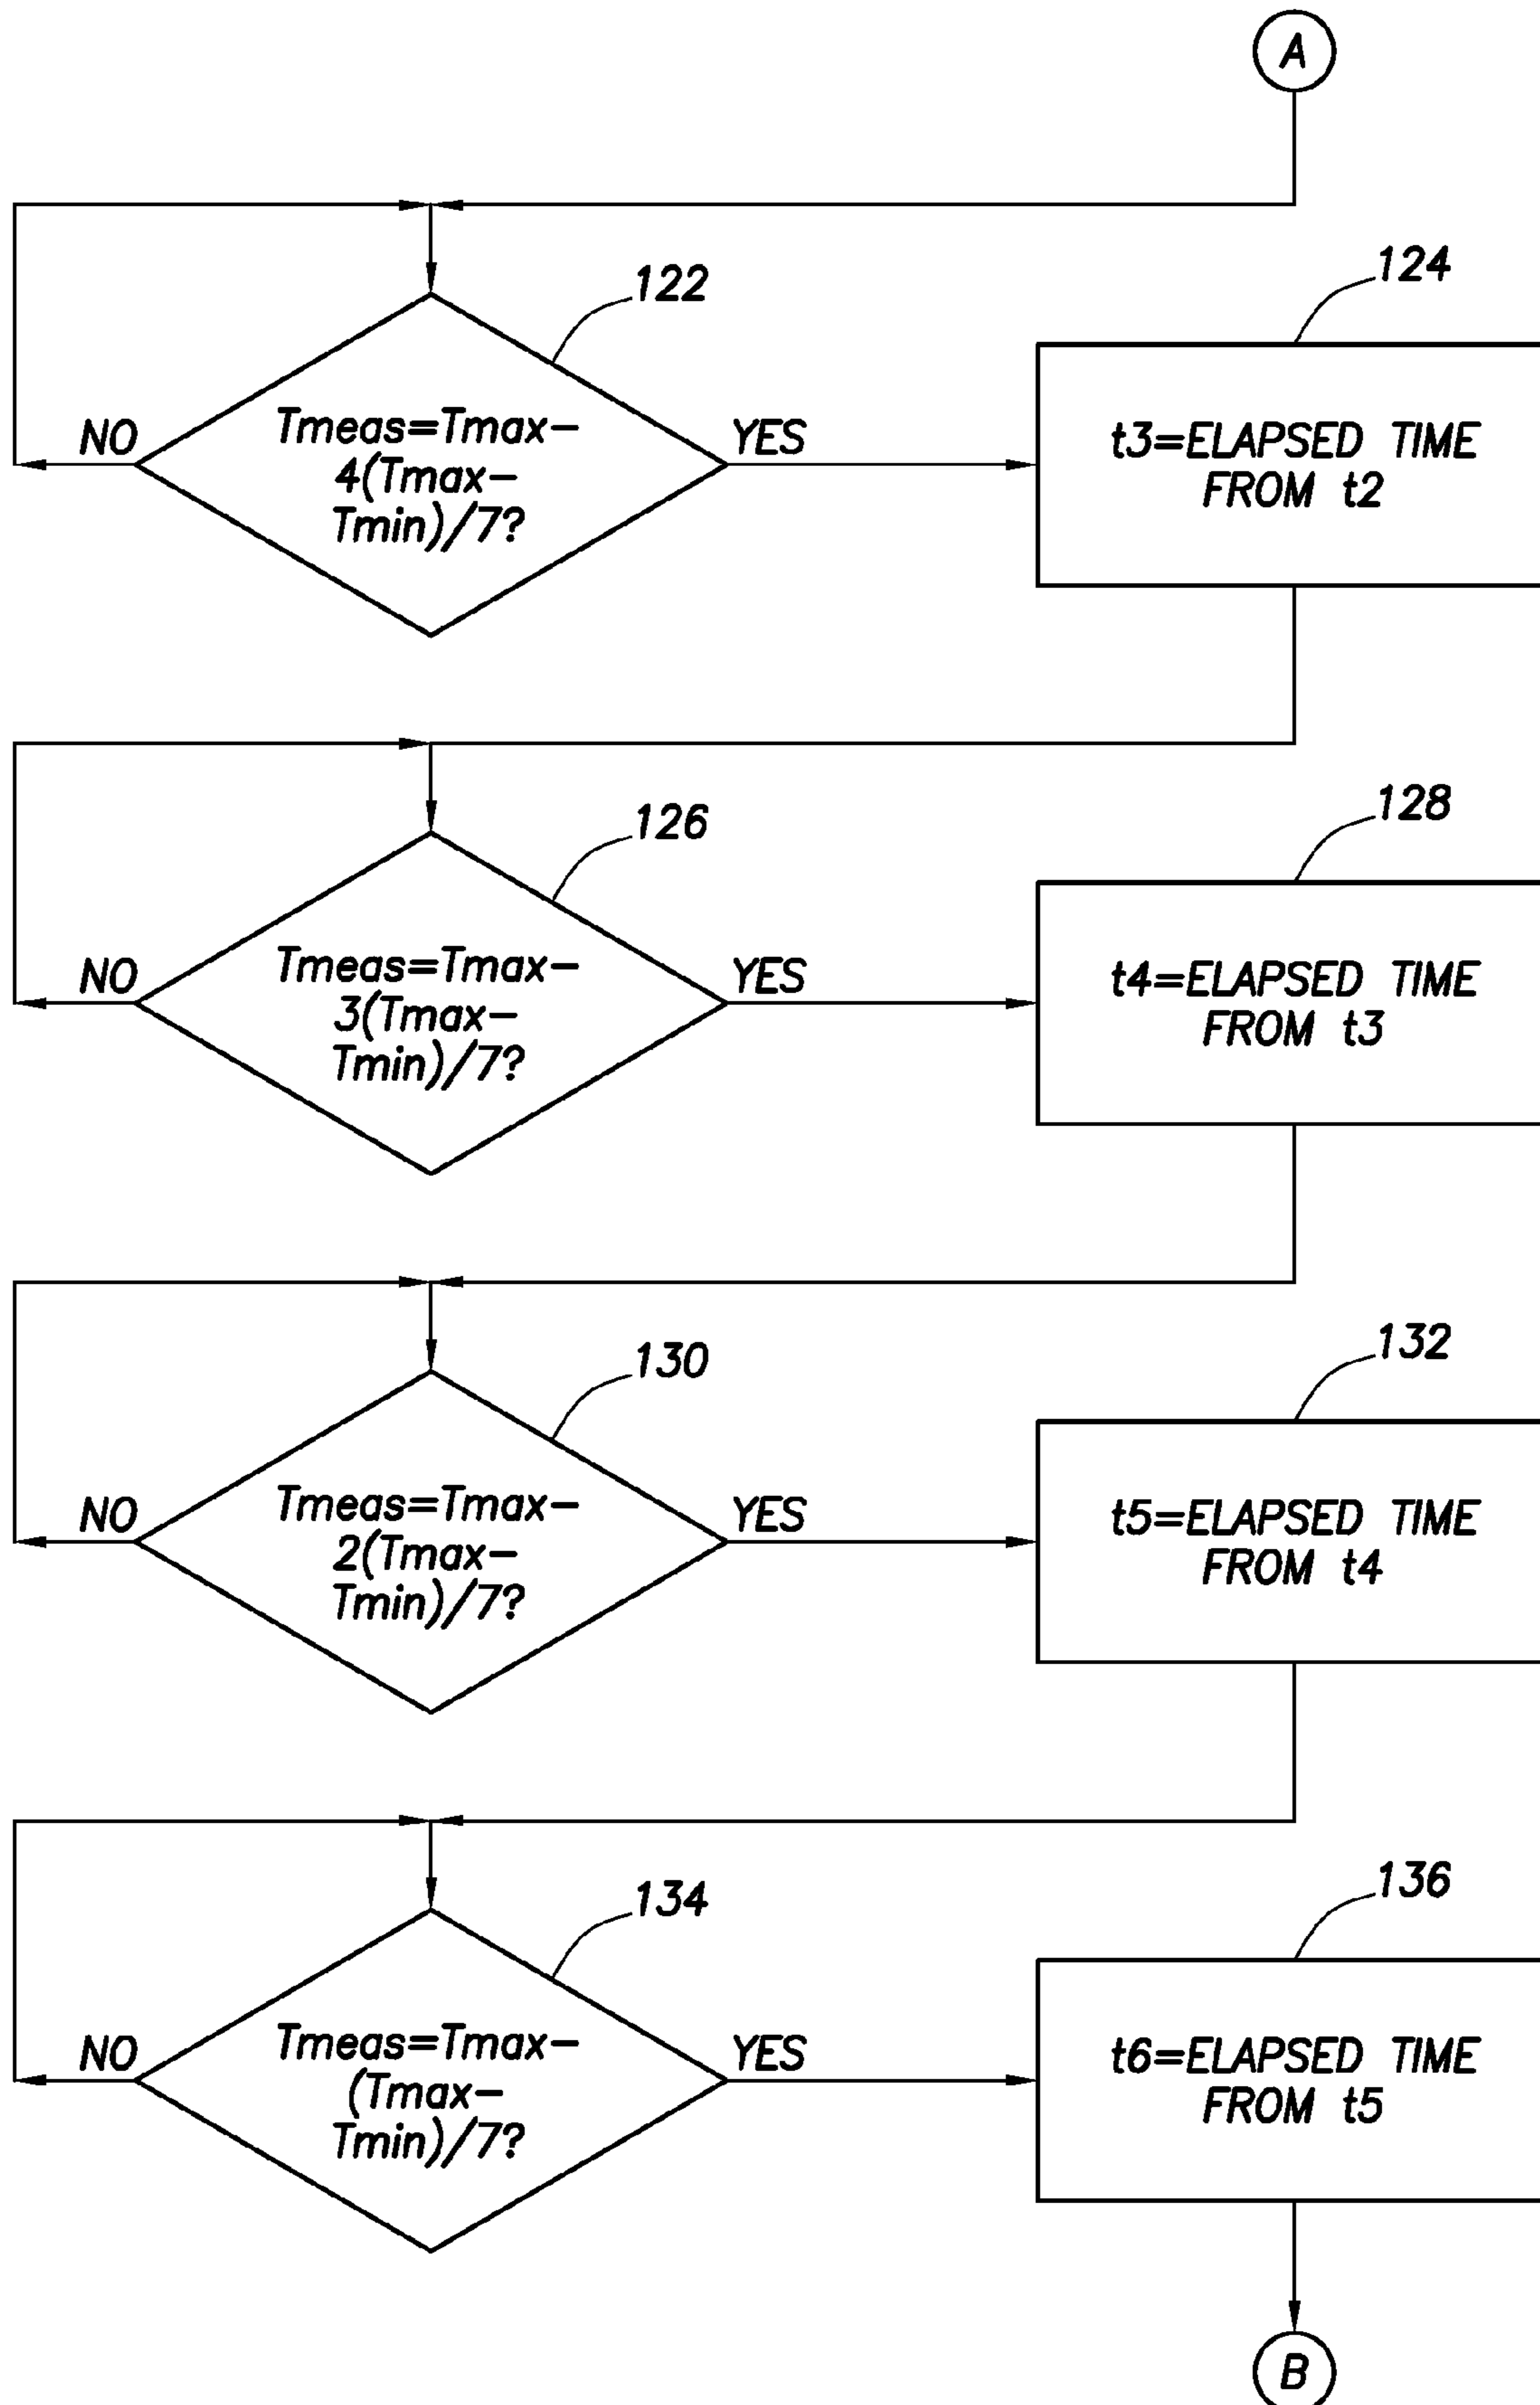 A
122
124
NO
Tmeas=Tmax-
4(Tmax-
Tmin)/7?
YES
t3=ELAPSED TIME
FROM t2
126
128
NO
Tmeas=Tmax-
3(Tmax-
Tmin)/7?
YES
t4=ELAPSED TIME
FROM t3
130
132
NO
Tmeas=Tmax-
2(Tmax-
Tmin)/7?
YES
t5=ELAPSED TIME
FROM t4
134
136
NO
Tmeas=Tmax-
(Tmax-
Tmin)/7?
YES
t6=ELAPSED TIME
FROM t5
B